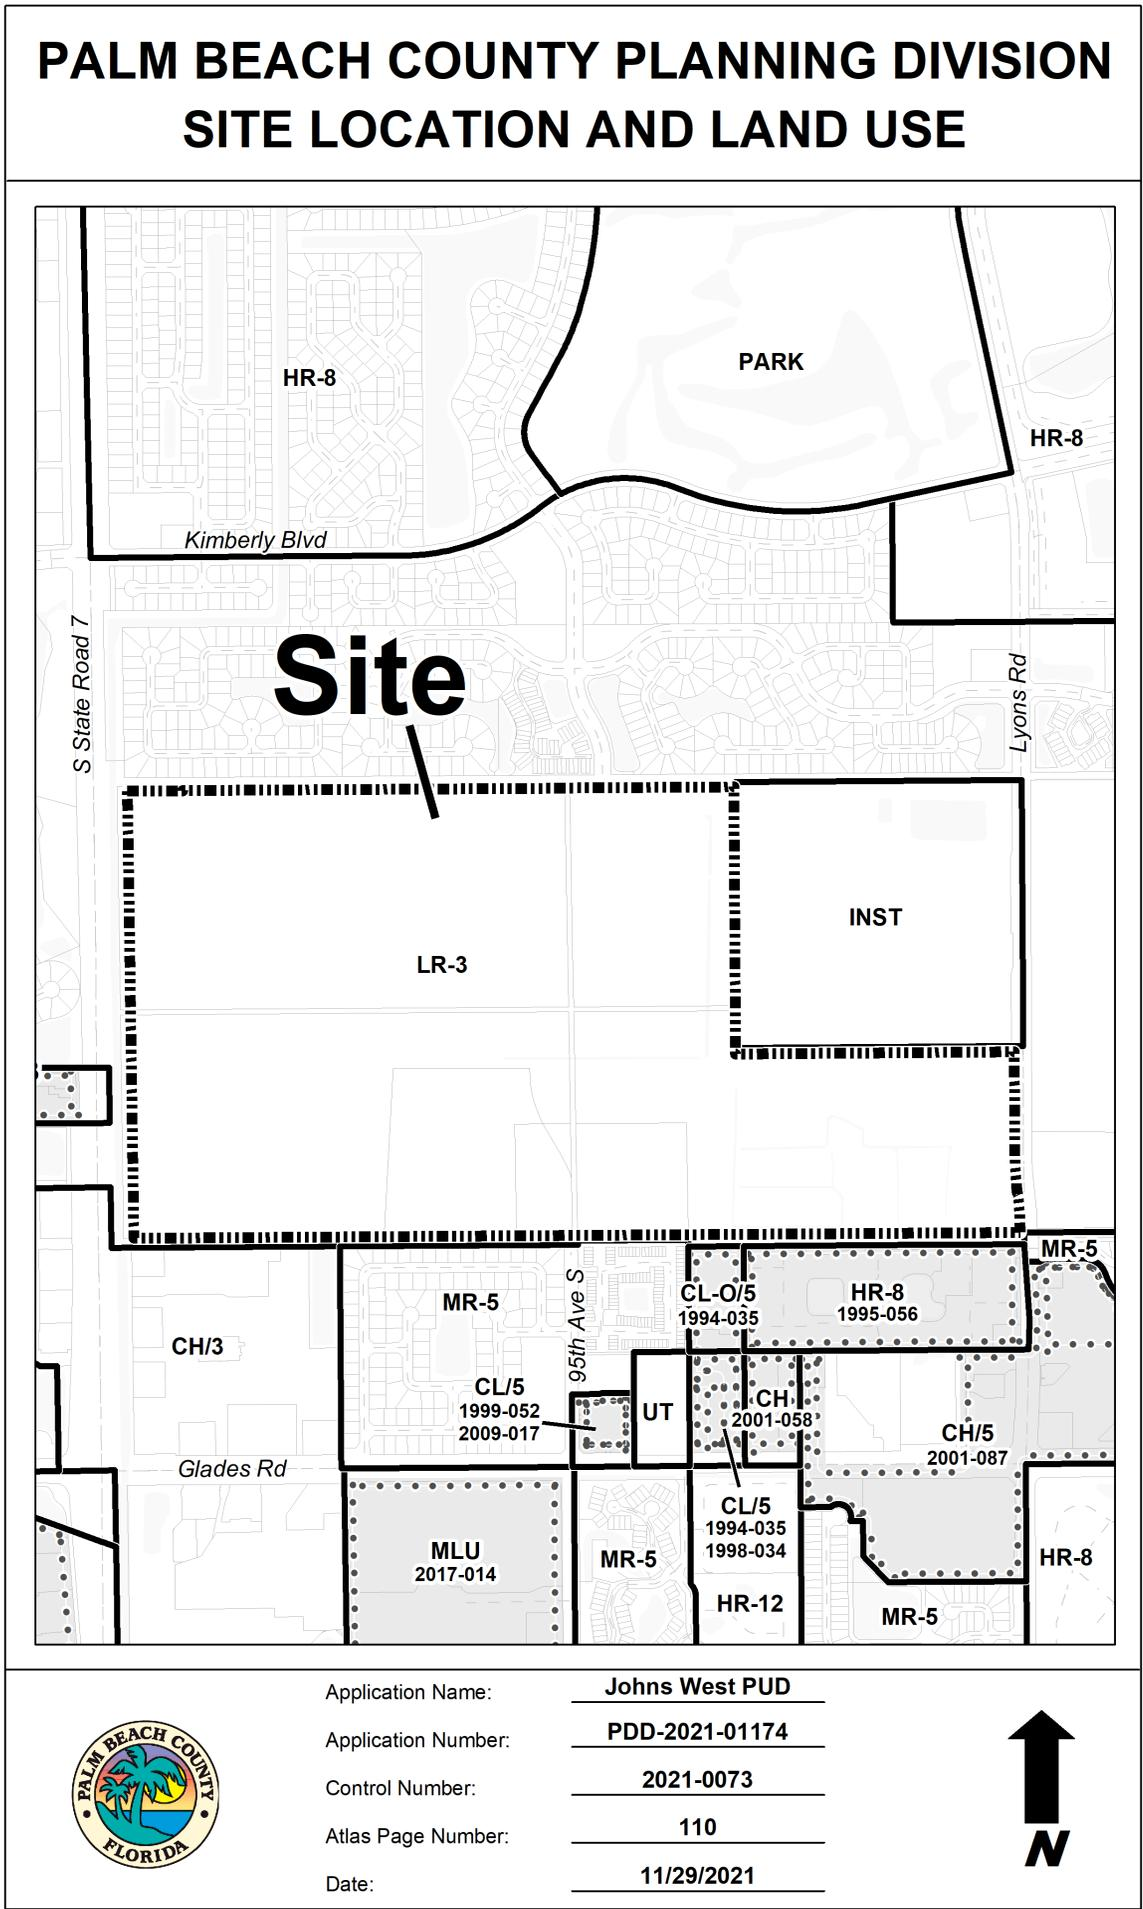 PALM BEACH COUNTY PLANNING DIVISION
SITE LOCATION AND LAND USE
HR-8
PARK
HR-8
Kimberly Blvd
S State Road 7
Site
Lyons Rd
INST
LR-3
MR-5
CL-O/5
1994-035
HR-8
1995-056
MR-5
95th Ave S
CH/3
CL/5
1999-052
2009-017
UT
CH
2001-058
CH/5
2001-087
Glades Rd
CL/5
1994-035
1998-034
MLU
2017-014
MR-5
HR-8
HR-12
MR-5
Application Name: Johns West PUD
Application Number: PDD-2021-01174
Control Number: 2021-0073
Atlas Page Number: 110
Date: 11/29/2021
PALM BEACH COUNTY
FLORIDA
N